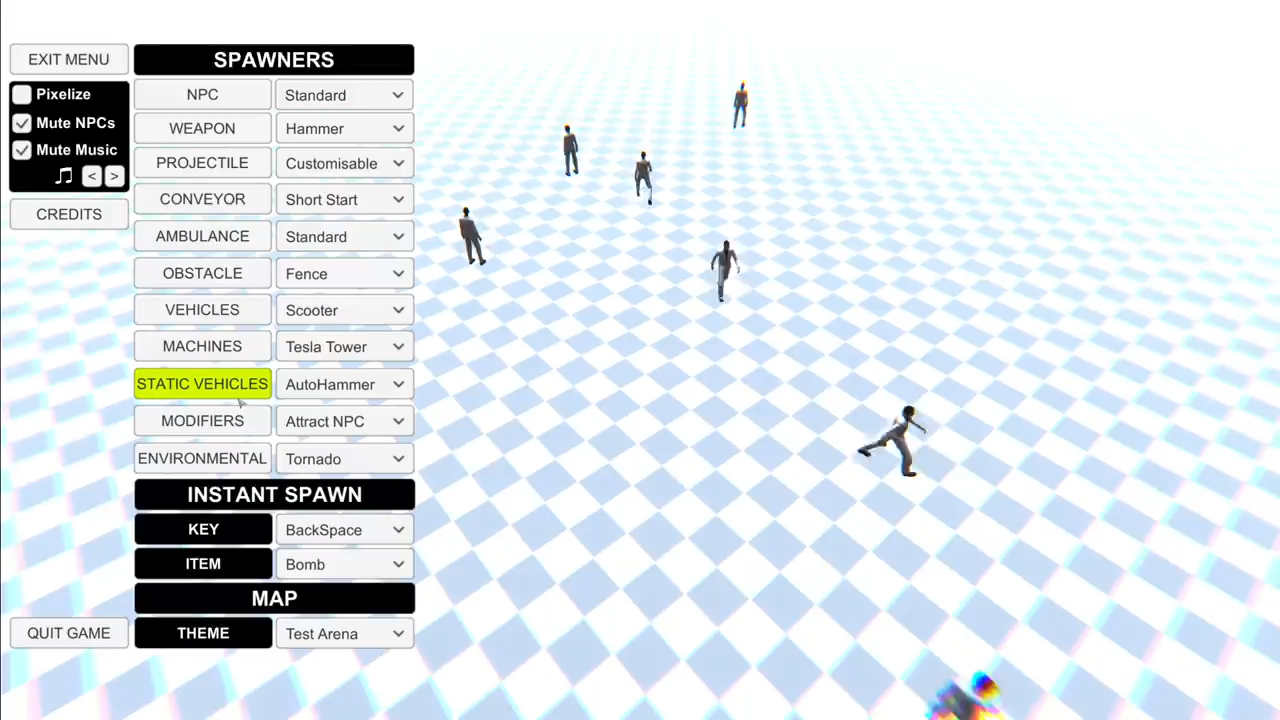 EXIT MENU
SPAWNERS
Pixelize
Mute NPCs
Mute Music
< >
CREDITS
NPC Standard
WEAPON Hammer
PROJECTILE Customisable
CONVEYOR Short Start
AMBULANCE Standard
OBSTACLE Fence
VEHICLES Scooter
MACHINES Tesla Tower
STATIC VEHICLES AutoHammer
MODIFIERS Attract NPC
ENVIRONMENTAL Tornado
INSTANT SPAWN
KEY BackSpace
ITEM Bomb
MAP
QUIT GAME
THEME Test Arena